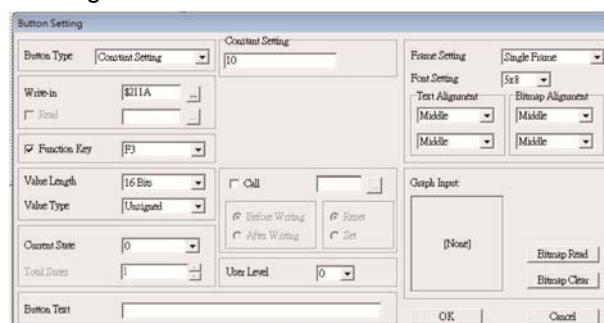 Button Setting
Button Type
Constant Setting
Constant Setting
10
Frame Setting
Single Frame
Font Setting
5x8
Text Alignment
Bitmap Alignment
Middle
Middle
Middle
Middle
Write-in
$211A
...
Read
...
Function Key
F3
Value Length
16 Bits
Value Type
Unsigned
Call
...
Before Writing
Reset
After Writing
Set
Graph Input:
[None]
Bitmap Read
Bitmap Clear
Current State
0
Total States
1
User Level
0
Button Text
OK
Cancel